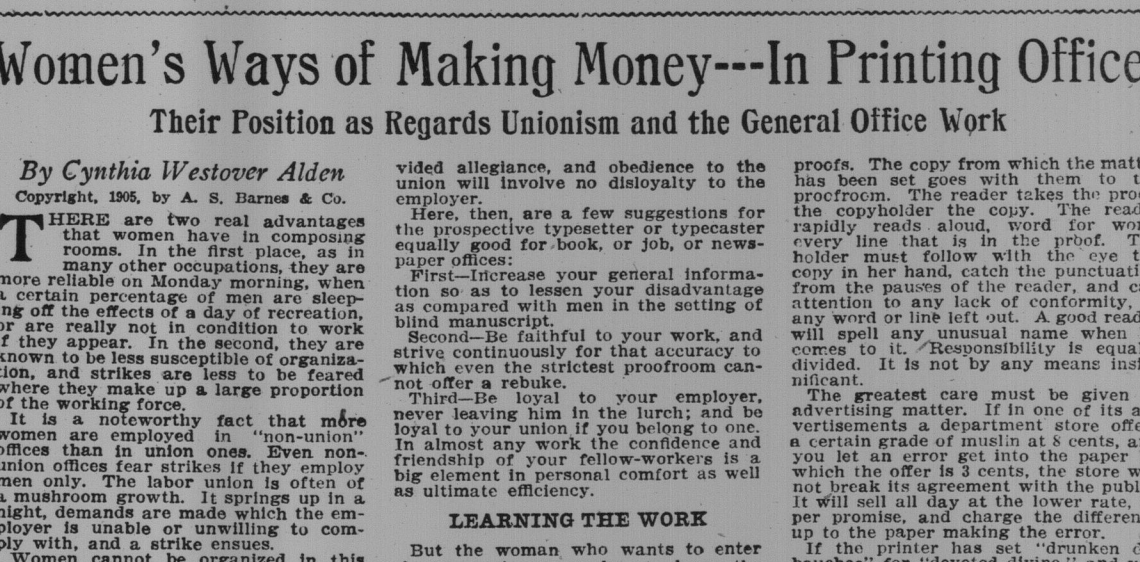 Women's Ways of Making Money---In Printing Office
Their Position as Regards Unionism and the General Office Work
By Cynthia Westover Alden
Copyright, 1905, by A. S. Barnes & Co.
THERE are two real advantages
that women have in composing
rooms. In the first place, as in
many other occupations, they are
more reliable on Monday morning, when
a certain percentage of men are sleep-
ing off the effects of a day of recreation,
or are really not in condition to work
if they appear. In the second, they are
known to be less susceptible of organiza-
tion, and strikes are less to be feared
where they make up a large proportion
of the working force.
It is a noteworthy fact that more
women are employed in "non-union"
offices than in union ones. Even non-
union offices fear strikes if they employ
men only. The labor union is often of
a mushroom growth. It springs up in a
night, demands are made which the em-
ployer is unable or unwilling to com-
ply with, and a strike ensues.
Women cannot be organized in this
vided allegiance, and obedience to the
union will involve no disloyalty to the
employer.
Here, then, are a few suggestions for
the prospective typesetter or typecaster
equally good for book, or job, or news-
paper offices:
First—Increase your general informa-
tion so as to lessen your disadvantage
as compared with men in the setting of
blind manuscript.
Second—Be faithful to your work, and
strive continuously for that accuracy to
which even the strictest proofroom can-
not offer a rebuke.
Third—Be loyal to your employer,
never leaving him in the lurch; and be
loyal to your union if you belong to one.
In almost any work the confidence and
friendship of your fellow-workers is a
big element in personal comfort as well
as ultimate efficiency.
LEARNING THE WORK
But the woman who wants to enter
proofs. The copy from which the matt
has been set goes with them to t
proofroom. The reader takes the proo
the copyholder the copy. The read
rapidly reads aloud, word for wor
every line that is in the proof. T
holder must follow with the eye t
copy in her hand, catch the punctuati
from the pauses of the reader, and c
attention to any lack of conformity,
any word or line left out. A good read
will spell any unusual name when
comes to it. Responsibility is equal
divided. It is not by any means insi
nificant.
The greatest care must be given
advertising matter. If in one of its a
vertisements a department store offe
a certain grade of muslin at 8 cents, a
you let an error get into the paper
which the offer is 3 cents, the store w
not break its agreement with the publ
It will sell all day at the lower rate,
per promise, and charge the differen
up to the paper making the error.
If the printer has set "drunken d